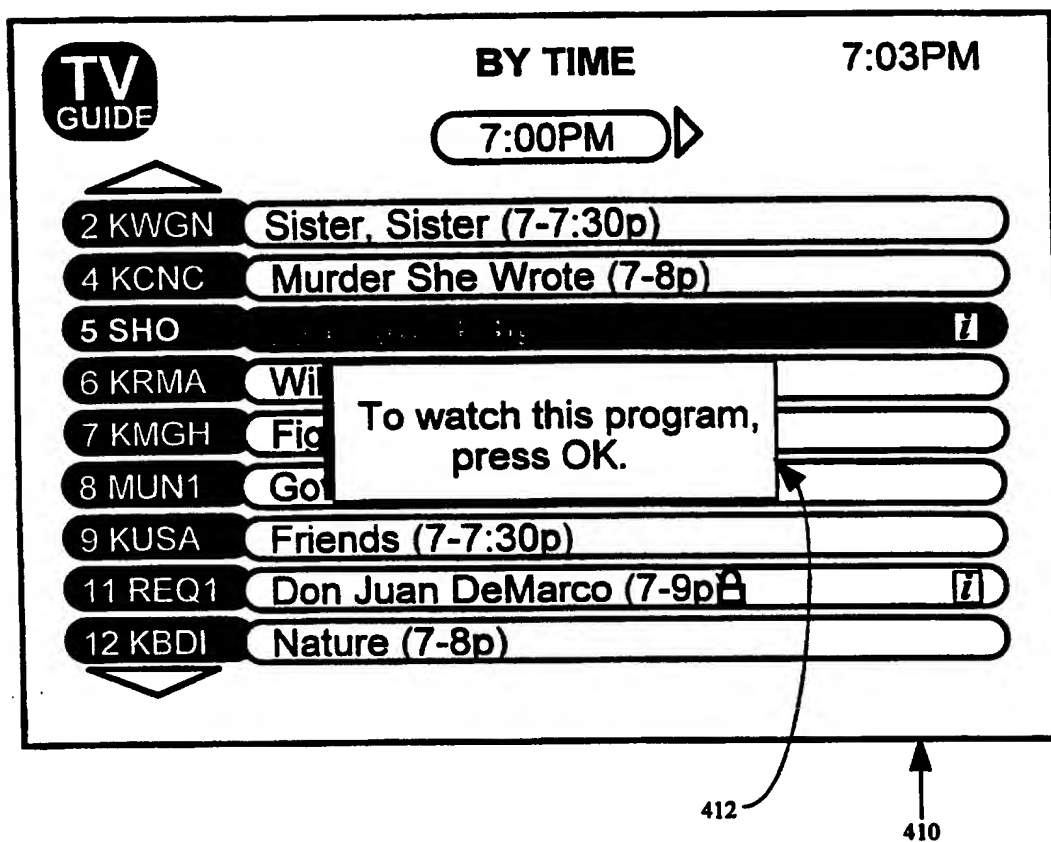 TV
GUIDE
BY TIME
7:03PM
7:00PM
2 KWGN Sister, Sister (7-7:30p)
4 KCNC Murder She Wrote (7-8p)
5 SHO i
6 KRMA Wil
7 KMGH Fig
8 MUN1
To watch this program,
press OK.
9 KUSA Friends (7-7:30p)
11 REQ1 Don Juan DeMarco (7-9p) i
12 KBDI Nature (7-8p)
412
410